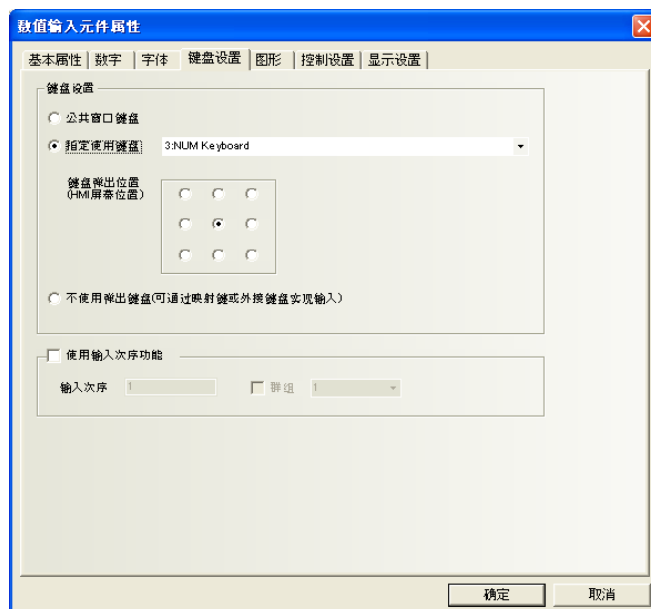 数值输入元件属性
基本属性 数字 字体 键盘设置 图形 控制设置 显示设置
键盘设置
公共窗口键盘
指定使用键盘 3:NUM Keyboard
键盘弹出位置
(HMI屏幕位置)
不使用弹出键盘(可通过映射键或外接键盘实现输入)
使用输入次序功能
输入次序 1 群组 1
确定 取消